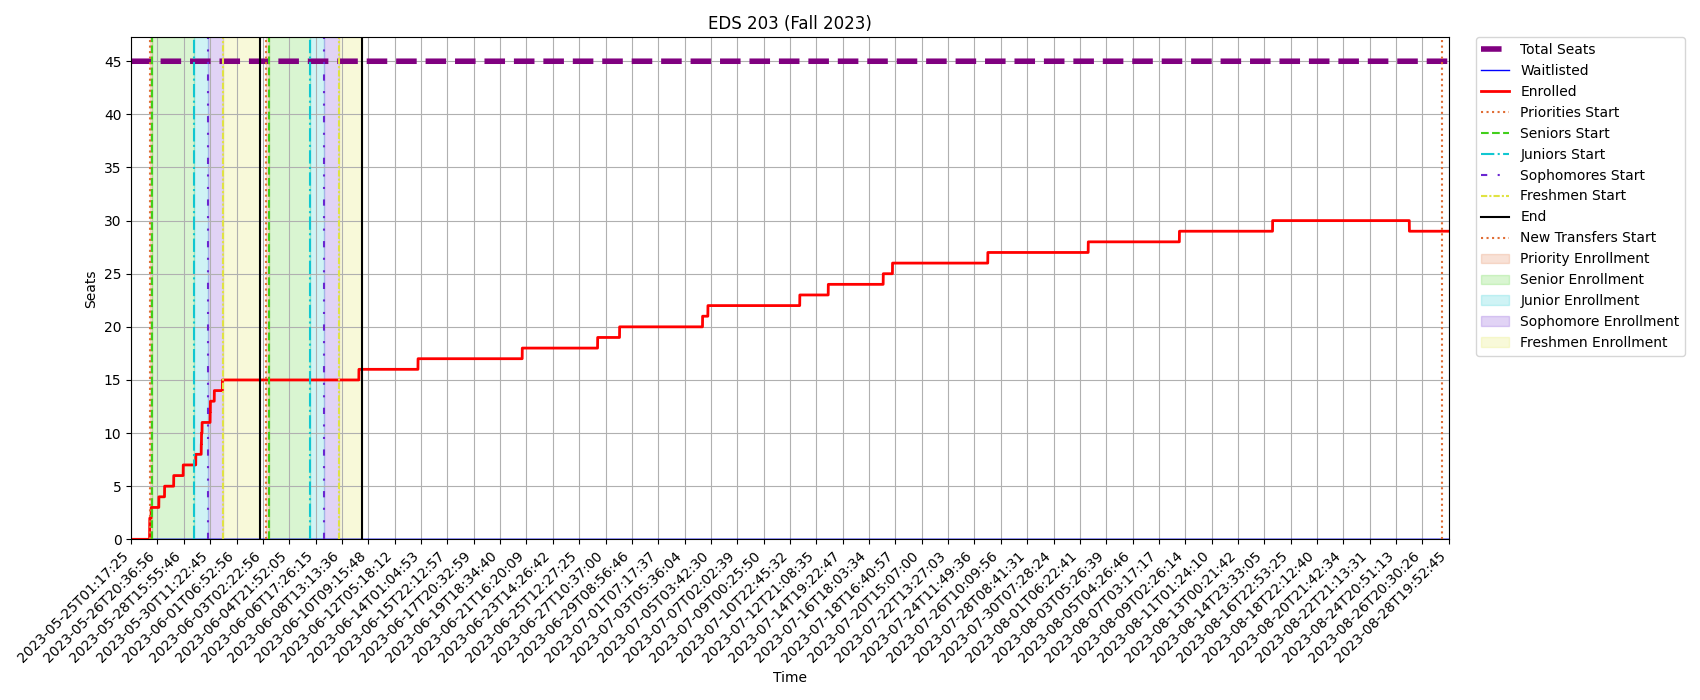 EDS 203 (Fall 2023)
45
40
35
30
25
20
15
10
5
0
Seats
2023-05-25T01:17:25
2023-05-26T20:36:56
2023-05-28T15:55:46
2023-05-30T11:22:45
2023-06-01T06:52:56
2023-06-03T02:22:56
2023-06-04T21:52:05
2023-06-06T17:26:15
2023-06-08T13:13:36
2023-06-10T09:15:48
2023-06-12T05:18:12
2023-06-14T01:04:53
2023-06-15T22:12:57
2023-06-17T20:32:59
2023-06-19T18:34:40
2023-06-21T16:20:09
2023-06-23T14:26:42
2023-06-25T12:27:25
2023-06-27T10:37:00
2023-06-29T08:56:46
2023-07-01T07:17:37
2023-07-03T05:36:04
2023-07-05T03:42:30
2023-07-07T02:02:39
2023-07-09T00:25:50
2023-07-10T22:45:32
2023-07-12T21:08:35
2023-07-14T19:22:47
2023-07-16T18:03:34
2023-07-18T16:40:57
2023-07-20T15:07:00
2023-07-22T13:27:03
2023-07-24T11:49:36
2023-07-26T10:09:56
2023-07-28T08:41:31
2023-07-30T07:28:24
2023-08-01T06:22:41
2023-08-03T05:26:39
2023-08-05T04:26:46
2023-08-07T03:17:17
2023-08-09T02:26:14
2023-08-11T01:24:10
2023-08-13T00:21:42
2023-08-14T23:33:05
2023-08-16T22:53:25
2023-08-18T22:12:40
2023-08-20T21:42:34
2023-08-22T21:13:31
2023-08-24T20:51:13
2023-08-26T20:30:26
2023-08-28T19:52:45
Time
Total Seats
Waitlisted
Enrolled
Priorities Start
Seniors Start
Juniors Start
Sophomores Start
Freshmen Start
End
New Transfers Start
Priority Enrollment
Senior Enrollment
Junior Enrollment
Sophomore Enrollment
Freshmen Enrollment